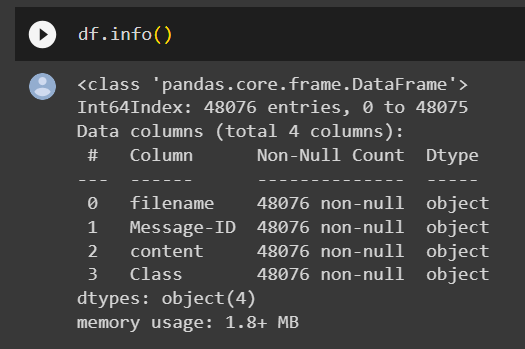 df.info()
<class 'pandas.core.frame.DataFrame'>
Int64Index: 48076 entries, 0 to 48075
Data columns (total 4 columns):
 #   Column      Non-Null Count  Dtype
---  ------      --------------  -----
 0   filename    48076 non-null  object
 1   Message-ID  48076 non-null  object
 2   content     48076 non-null  object
 3   Class       48076 non-null  object
dtypes: object(4)
memory usage: 1.8+ MB